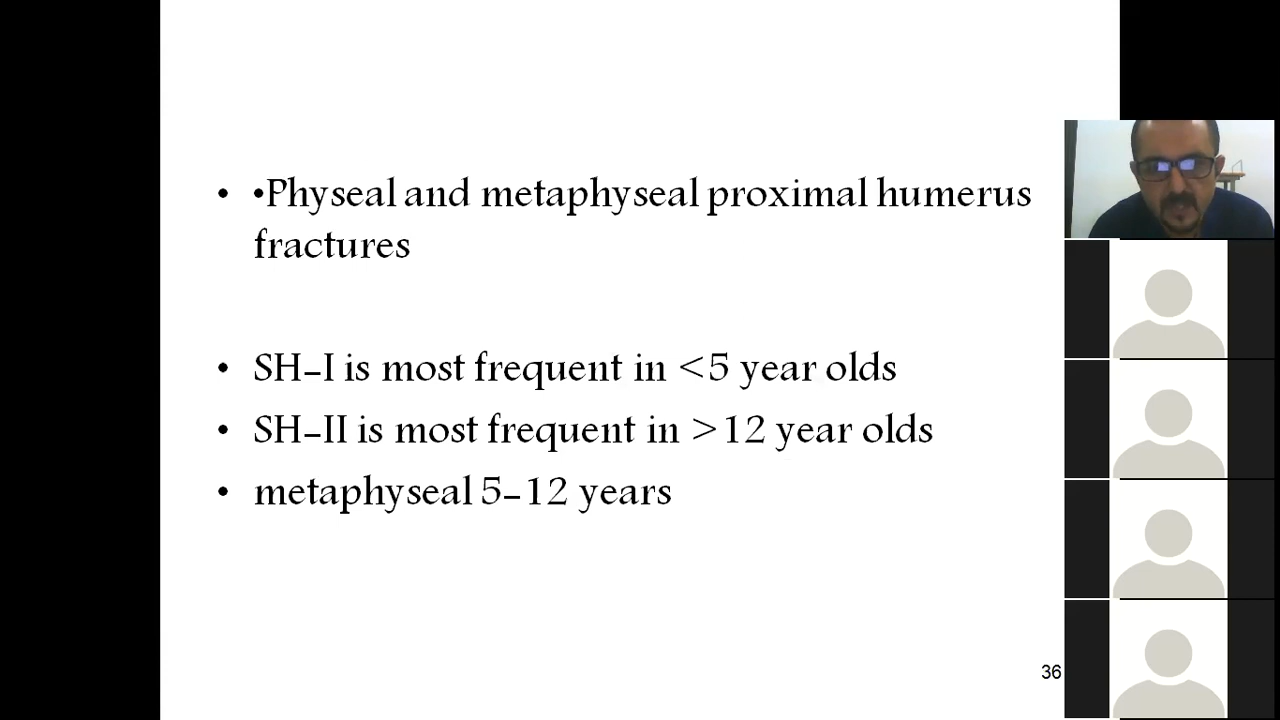 • •Physeal and metaphyseal proximal humerus
fractures
• SH-I is most frequent in <5 year olds
• SH-II is most frequent in >12 year olds
• metaphyseal 5-12 years
36